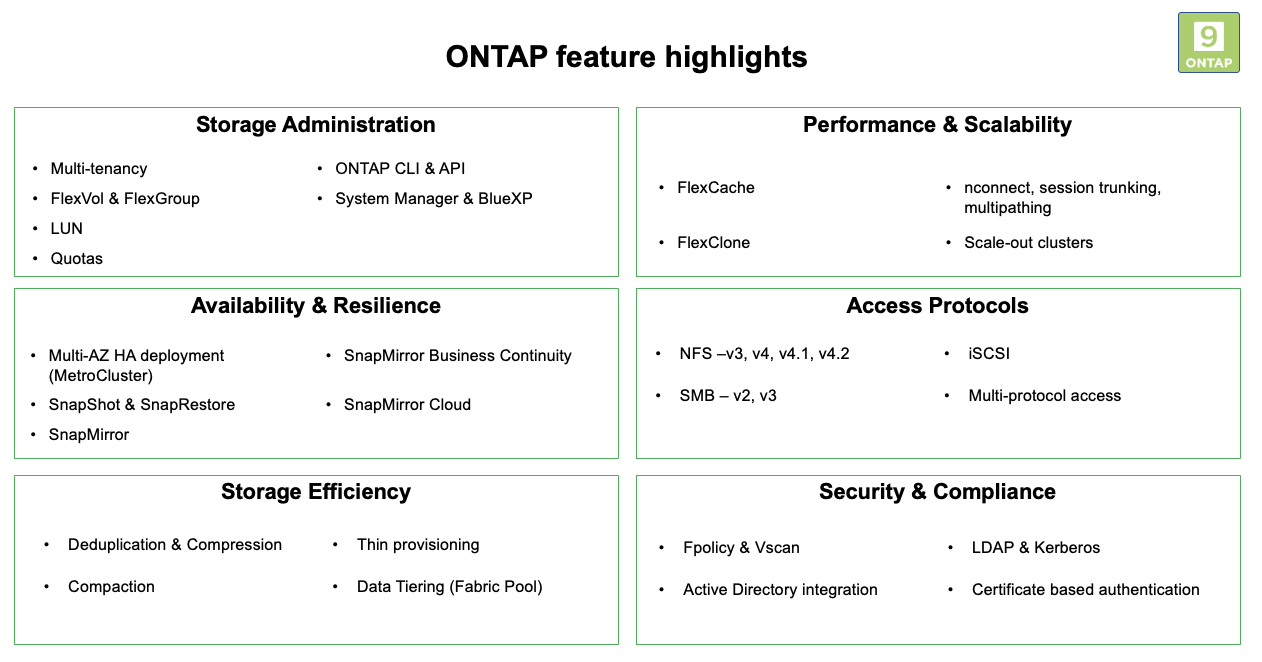 ONTAP feature highlights
9
ONTAP
Storage Administration
• Multi-tenancy
• FlexVol & FlexGroup
• LUN
• Quotas
• ONTAP CLI & API
• System Manager & BlueXP
Performance & Scalability
• FlexCache
• FlexClone
• nconnect, session trunking,
multipathing
• Scale-out clusters
Availability & Resilience
• Multi-AZ HA deployment
(MetroCluster)
• SnapShot & SnapRestore
• SnapMirror
• SnapMirror Business Continuity
• SnapMirror Cloud
Access Protocols
• NFS –v3, v4, v4.1, v4.2
• SMB – v2, v3
• iSCSI
• Multi-protocol access
Storage Efficiency
• Deduplication & Compression
• Compaction
• Thin provisioning
• Data Tiering (Fabric Pool)
Security & Compliance
• Fpolicy & Vscan
• Active Directory integration
• LDAP & Kerberos
• Certificate based authentication